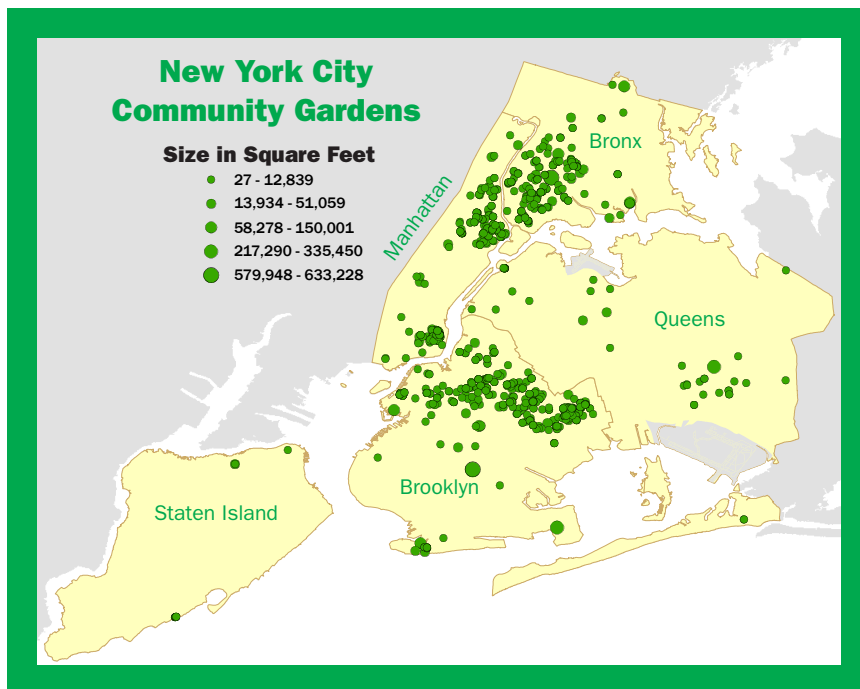 New York City
Community Gardens
Size in Square Feet
27 - 12,839
13,934 - 51,059
58,278 - 150,001
217,290 - 335,450
579,948 - 633,228
Bronx
Manhattan
Queens
Brooklyn
Staten Island